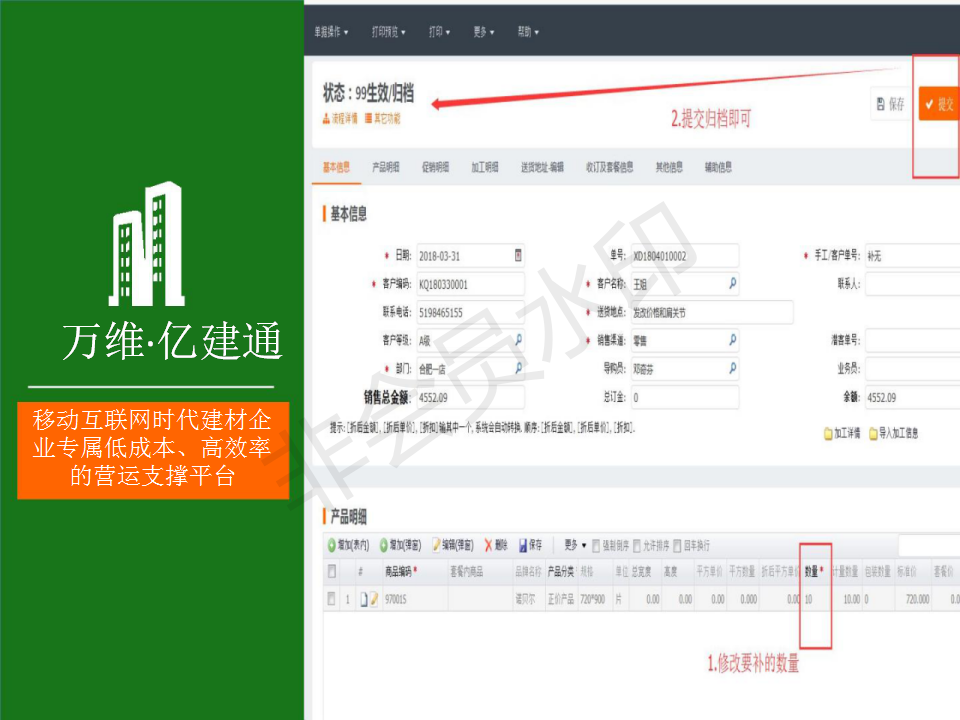 单据操作 打印预览 打印 更多 帮助
状态：99生效/归档
流程详情 其它功能
2.提交归档即可
保存 提交
基本信息 产品明细 促销明细 加工明细 送货地址-编辑 收订及套餐信息 其他信息 辅助信息
基本信息
* 日期: 2018-03-31 单号: XD1804010002 * 手工/客户单号: 补无
* 客户编码: KQ180330001 * 客户名称: 王姐 联系人:
联系电话: 5198465155 * 送货地点: 发改价格和肩关节
客户等级: A级 * 销售渠道: 零售 潜客单号:
* 部门: 合肥一店 导购员: 邓奇芬 业务员:
销售总金额: 4552.09 总订金: 0 余额: 4552.09
提示: [折后金额], [折后单价], [折扣]输其中一个, 系统会自动转换, 顺序: [折后金额], [折后单价], [折扣].
加工详情 导入加工信息
万维·亿建通
移动互联网时代建材企
业专属低成本、高效率
的营运支撑平台
产品明细
增加(表内) 增加(弹窗) 编辑(弹窗) 删除 保存 更多 强制倒序 允许排序 回车换行
# 商品编码* 套餐内商品 品牌名称 产品分类 规格 单位 总宽度 高度 平方单价 平方数量 折后平方单价 数量* 计量数量 包装数量 标准价 套餐价
1 97001S 诺贝尔 正价产品 720*900 片 0.00 0.00 0.00 0.000 0.00 10 10.00 0 720.000 0.0
1.修改要补的数量
非会员水印